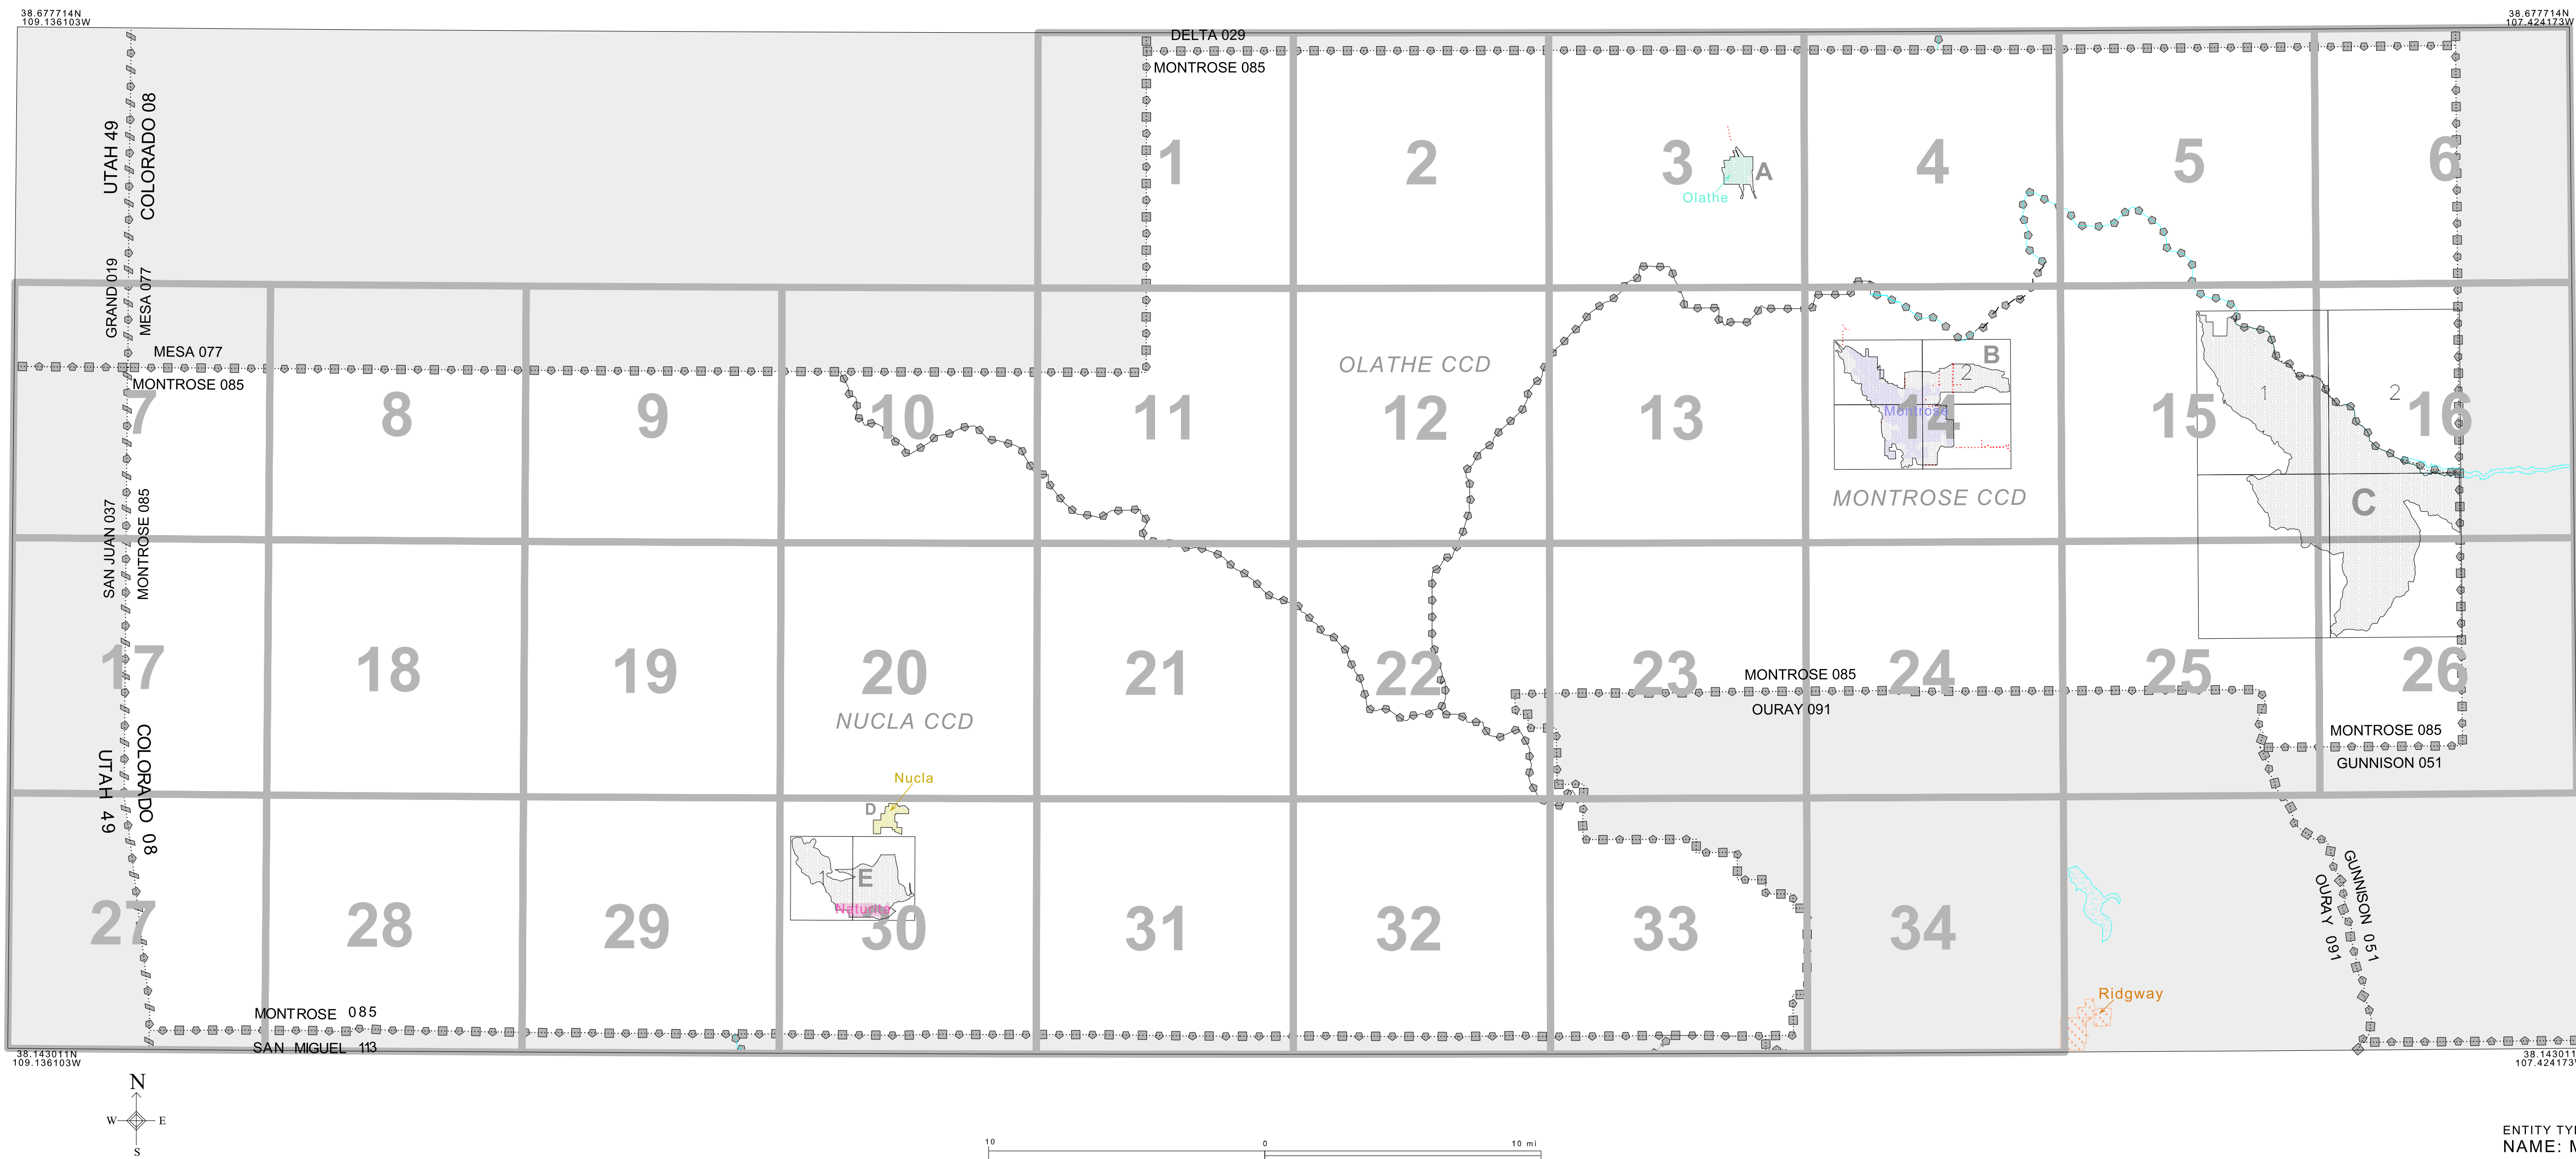 38.677714N
109.136103W
38.677714N
107.424173W
DELTA 029
MONTROSE 085
UTAH 49
COLORADO 08
1
2
3
A
Olathe
4
5
6
GRAND 019
MESA 077
MESA 077
MONTROSE 085
7
8
9
10
11
OLATHE CCD
12
13
B
2
Montrose
14
MONTROSE CCD
15
1
2
16
C
SAN JUAN 037
MONTROSE 085
17
18
19
20
NUCLA CCD
21
22
23
MONTROSE 085
OURAY 091
24
25
26
MONTROSE 085
GUNNISON 051
UTAH 49
COLORADO 08
Nucla
D
1
E
Naturita
27
28
29
30
31
32
33
34
GUNNISON 051
OURAY 091
Ridgway
MONTROSE 085
SAN MIGUEL 113
38.143011N
109.136103W
38.143011
107.424173W
N
W
E
S
10
0
10 mi
ENTITY TY
NAME: M